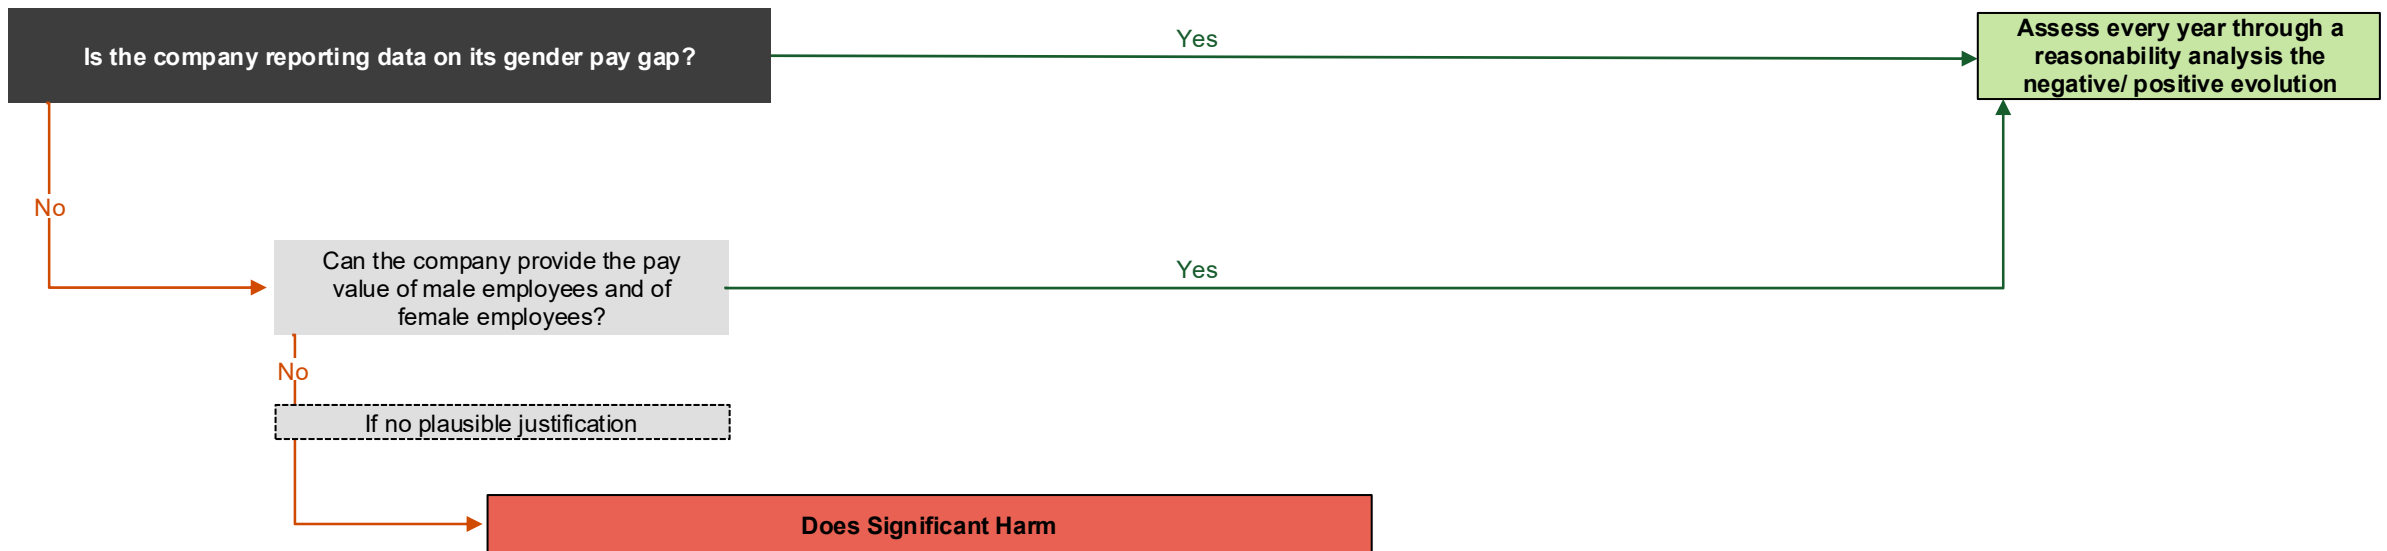 Is the company reporting data on its gender pay gap?
Yes
Assess every year through a
reasonability analysis the
negative/ positive evolution
No
Can the company provide the pay
value of male employees and of
female employees?
Yes
No
If no plausible justification
Does Significant Harm